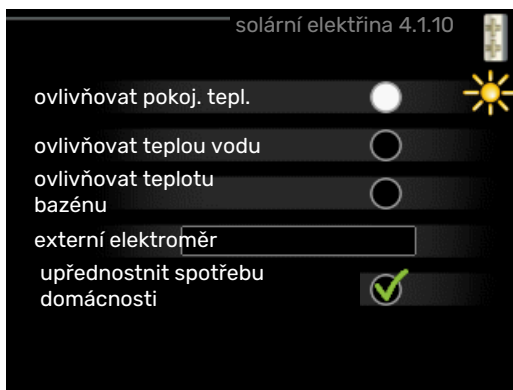 solární elektřina 4.1.10
ovlivňovat pokoj. tepl.
ovlivňovat teplou vodu
ovlivňovat teplotu
bazénu
externí elektroměr
upřednostnit spotřebu
domácnosti